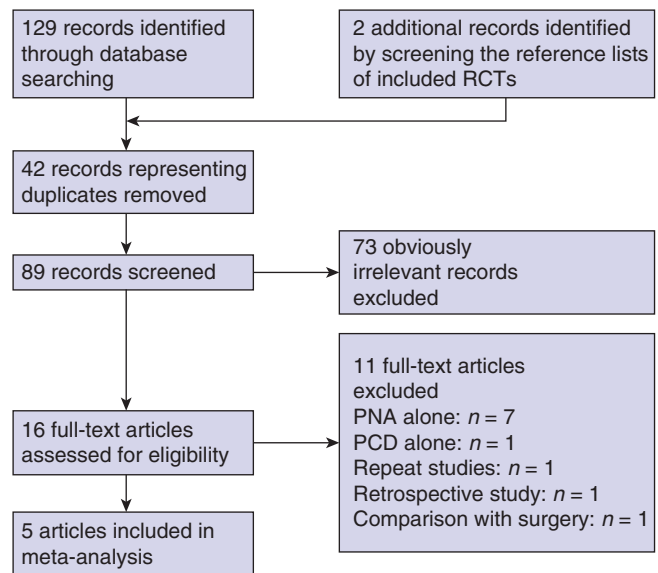 129 records identified
through database
searching
2 additional records identified
by screening the reference lists
of included RCTs
42 records representing
duplicates removed
89 records screened
73 obviously
irrelevant records
excluded
16 full-text articles
assessed for eligibility
11 full-text articles
excluded
PNA alone: n = 7
PCD alone: n = 1
Repeat studies: n = 1
Retrospective study: n = 1
Comparison with surgery: n = 1
5 articles included in
meta-analysis